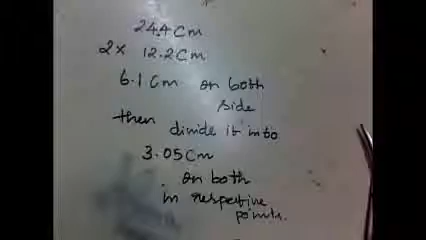 24.4 Cm
2x 12.2 Cm
6.1 Cm on both
side
then divide it into
3.05 Cm
on both
in respective
points.